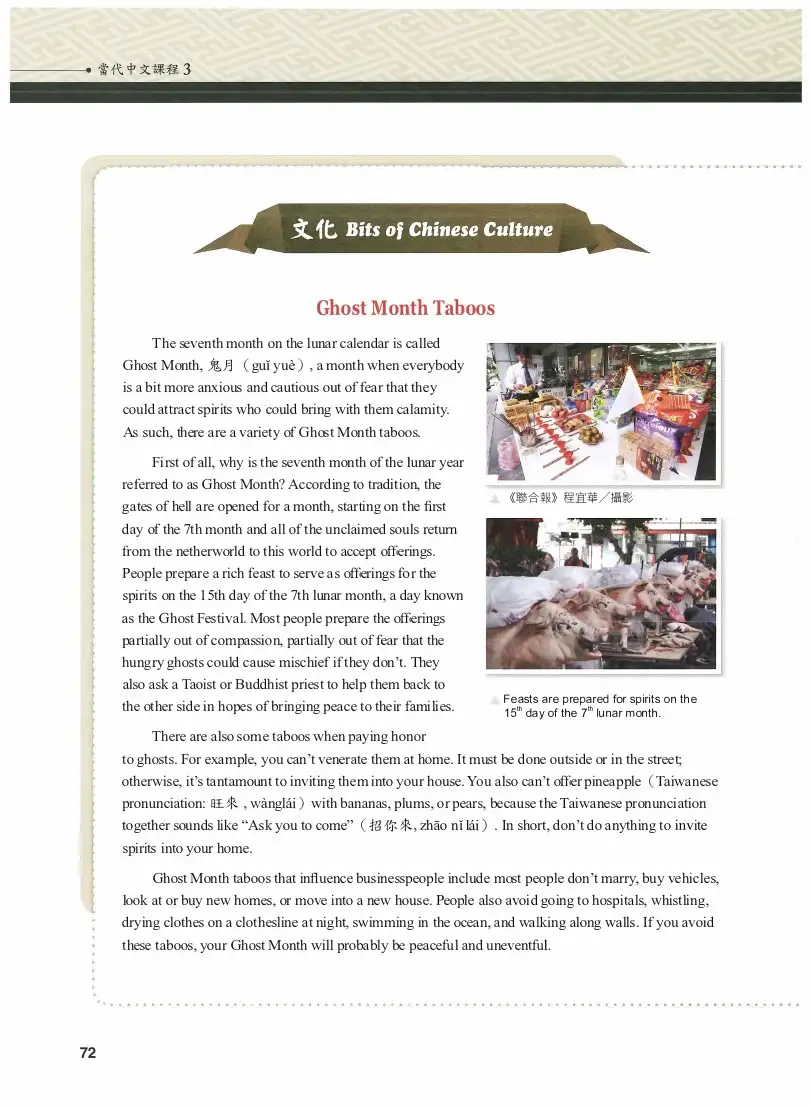 當代中文課程 3
文化 Bits of Chinese Culture
Ghost Month Taboos
The seventh month on the lunar calendar is called
Ghost Month, 鬼月（guǐ yuè）, a month when everybody
is a bit more anxious and cautious out of fear that they
could attract spirits who could bring with them calamity.
As such, there are a variety of Ghost Month taboos.
First of all, why is the seventh month of the lunar year
referred to as Ghost Month? According to tradition, the
gates of hell are opened for a month, starting on the first
day of the 7th month and all of the unclaimed souls return
from the netherworld to this world to accept offerings.
People prepare a rich feast to serve as offerings for the
spirits on the 15th day of the 7th lunar month, a day known
as the Ghost Festival. Most people prepare the offerings
partially out of compassion, partially out of fear that the
hungry ghosts could cause mischief if they don't. They
also ask a Taoist or Buddhist priest to help them back to
the other side in hopes of bringing peace to their families.
《聯合報》程宜華／攝影
Feasts are prepared for spirits on the
15th day of the 7th lunar month.
There are also some taboos when paying honor
to ghosts. For example, you can't venerate them at home. It must be done outside or in the street;
otherwise, it's tantamount to inviting them into your house. You also can't offer pineapple（Taiwanese
pronunciation: 旺來 , wànglái）with bananas, plums, or pears, because the Taiwanese pronunciation
together sounds like “Ask you to come”（招你來, zhāo nǐ lái）. In short, don't do anything to invite
spirits into your home.
Ghost Month taboos that influence businesspeople include most people don't marry, buy vehicles,
look at or buy new homes, or move into a new house. People also avoid going to hospitals, whistling,
drying clothes on a clothesline at night, swimming in the ocean, and walking along walls. If you avoid
these taboos, your Ghost Month will probably be peaceful and uneventful.
72